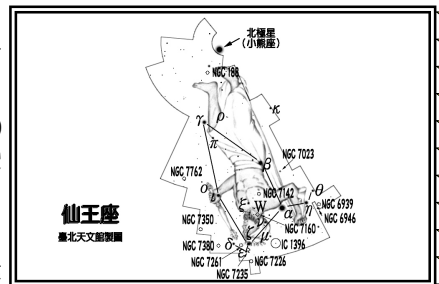 北極星
(小熊座)
NGC 188
κ
ρ
γ
π
NGC 7023
β
NGC 7762
NGC 7142
θ
ο
ξ
W
NGC 6939
η
α
NGC 6946
仙王座
NGC 7350
ν
NGC 7160
臺北天文館製圖
ζ
μ
IC 1396
NGC 7380
δ
ε
NGC 7261
NGC 7226
NGC 7235